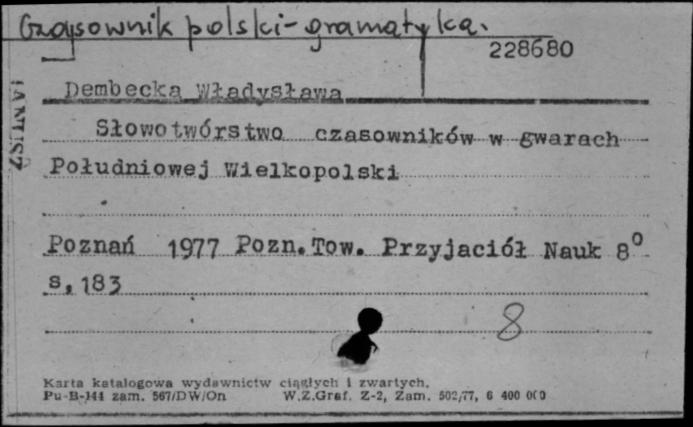 Czasownik polski - gramatyka.
228680
Dembecka Władysława
Słowotwórstwo czasowników w gwarach
Południowej Wielkopolski
Poznań 1977 Pozn.Tow. Przyjaciół Nauk 8⁰
s,183
8
Karta katalogowa wydawnictw ciągłych i zwartych.
Pu-B-144 zam. 567/DW/On W.Z.Graf. Z-2, Zam. 502/77, 6 400 000